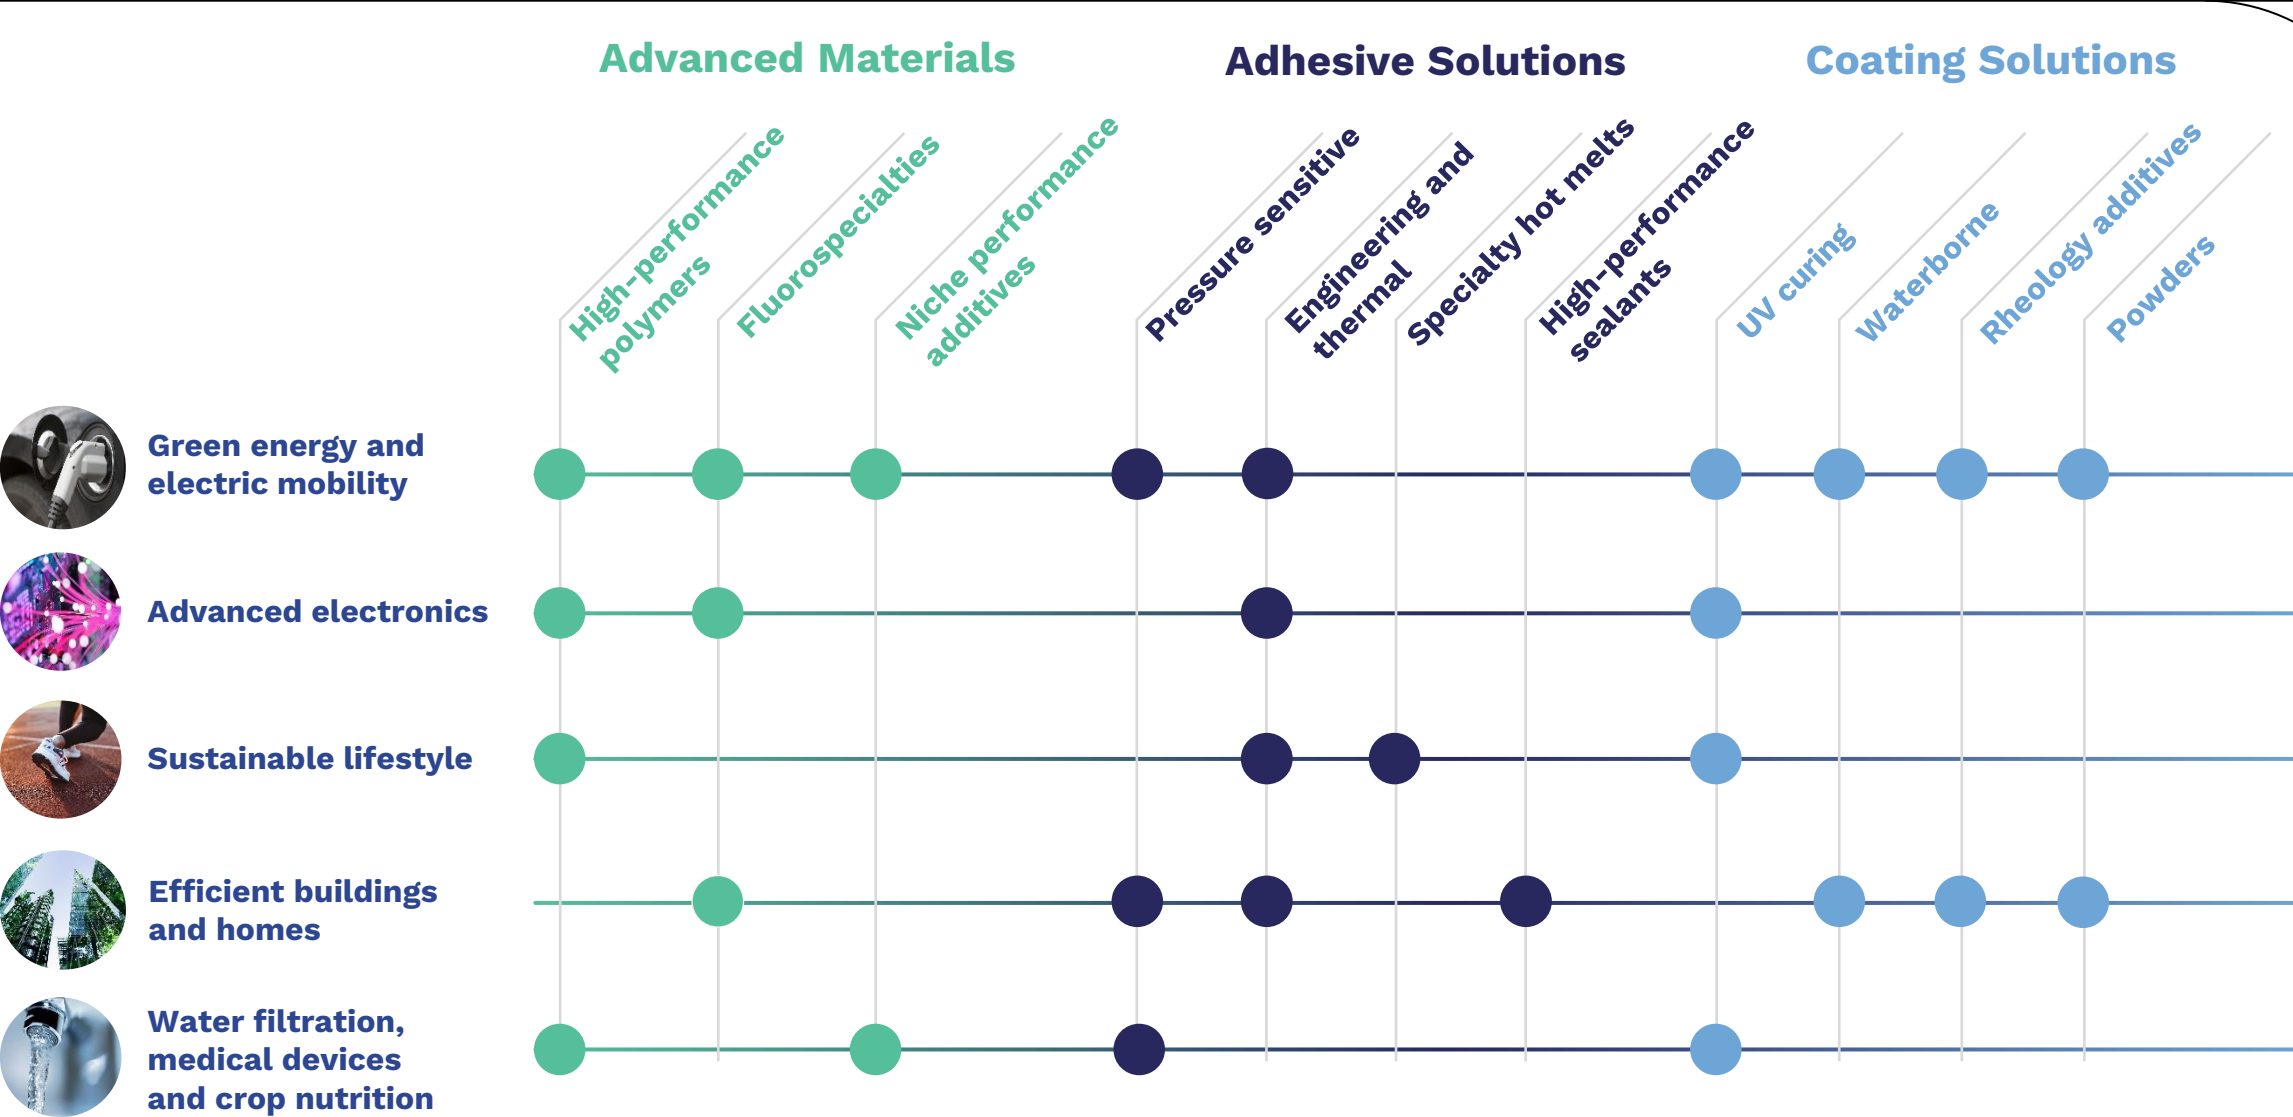 Advanced Materials
Adhesive Solutions
Coating Solutions
High-performance
polymers
Fluorospecialties
Niche performance
additives
Pressure sensitive
Engineering and
thermal
Specialty hot melts
High-performance
sealants
UV curing
Waterborne
Rheology additives
Powders
Green energy and
electric mobility
Advanced electronics
Sustainable lifestyle
Efficient buildings
and homes
Water filtration,
medical devices
and crop nutrition